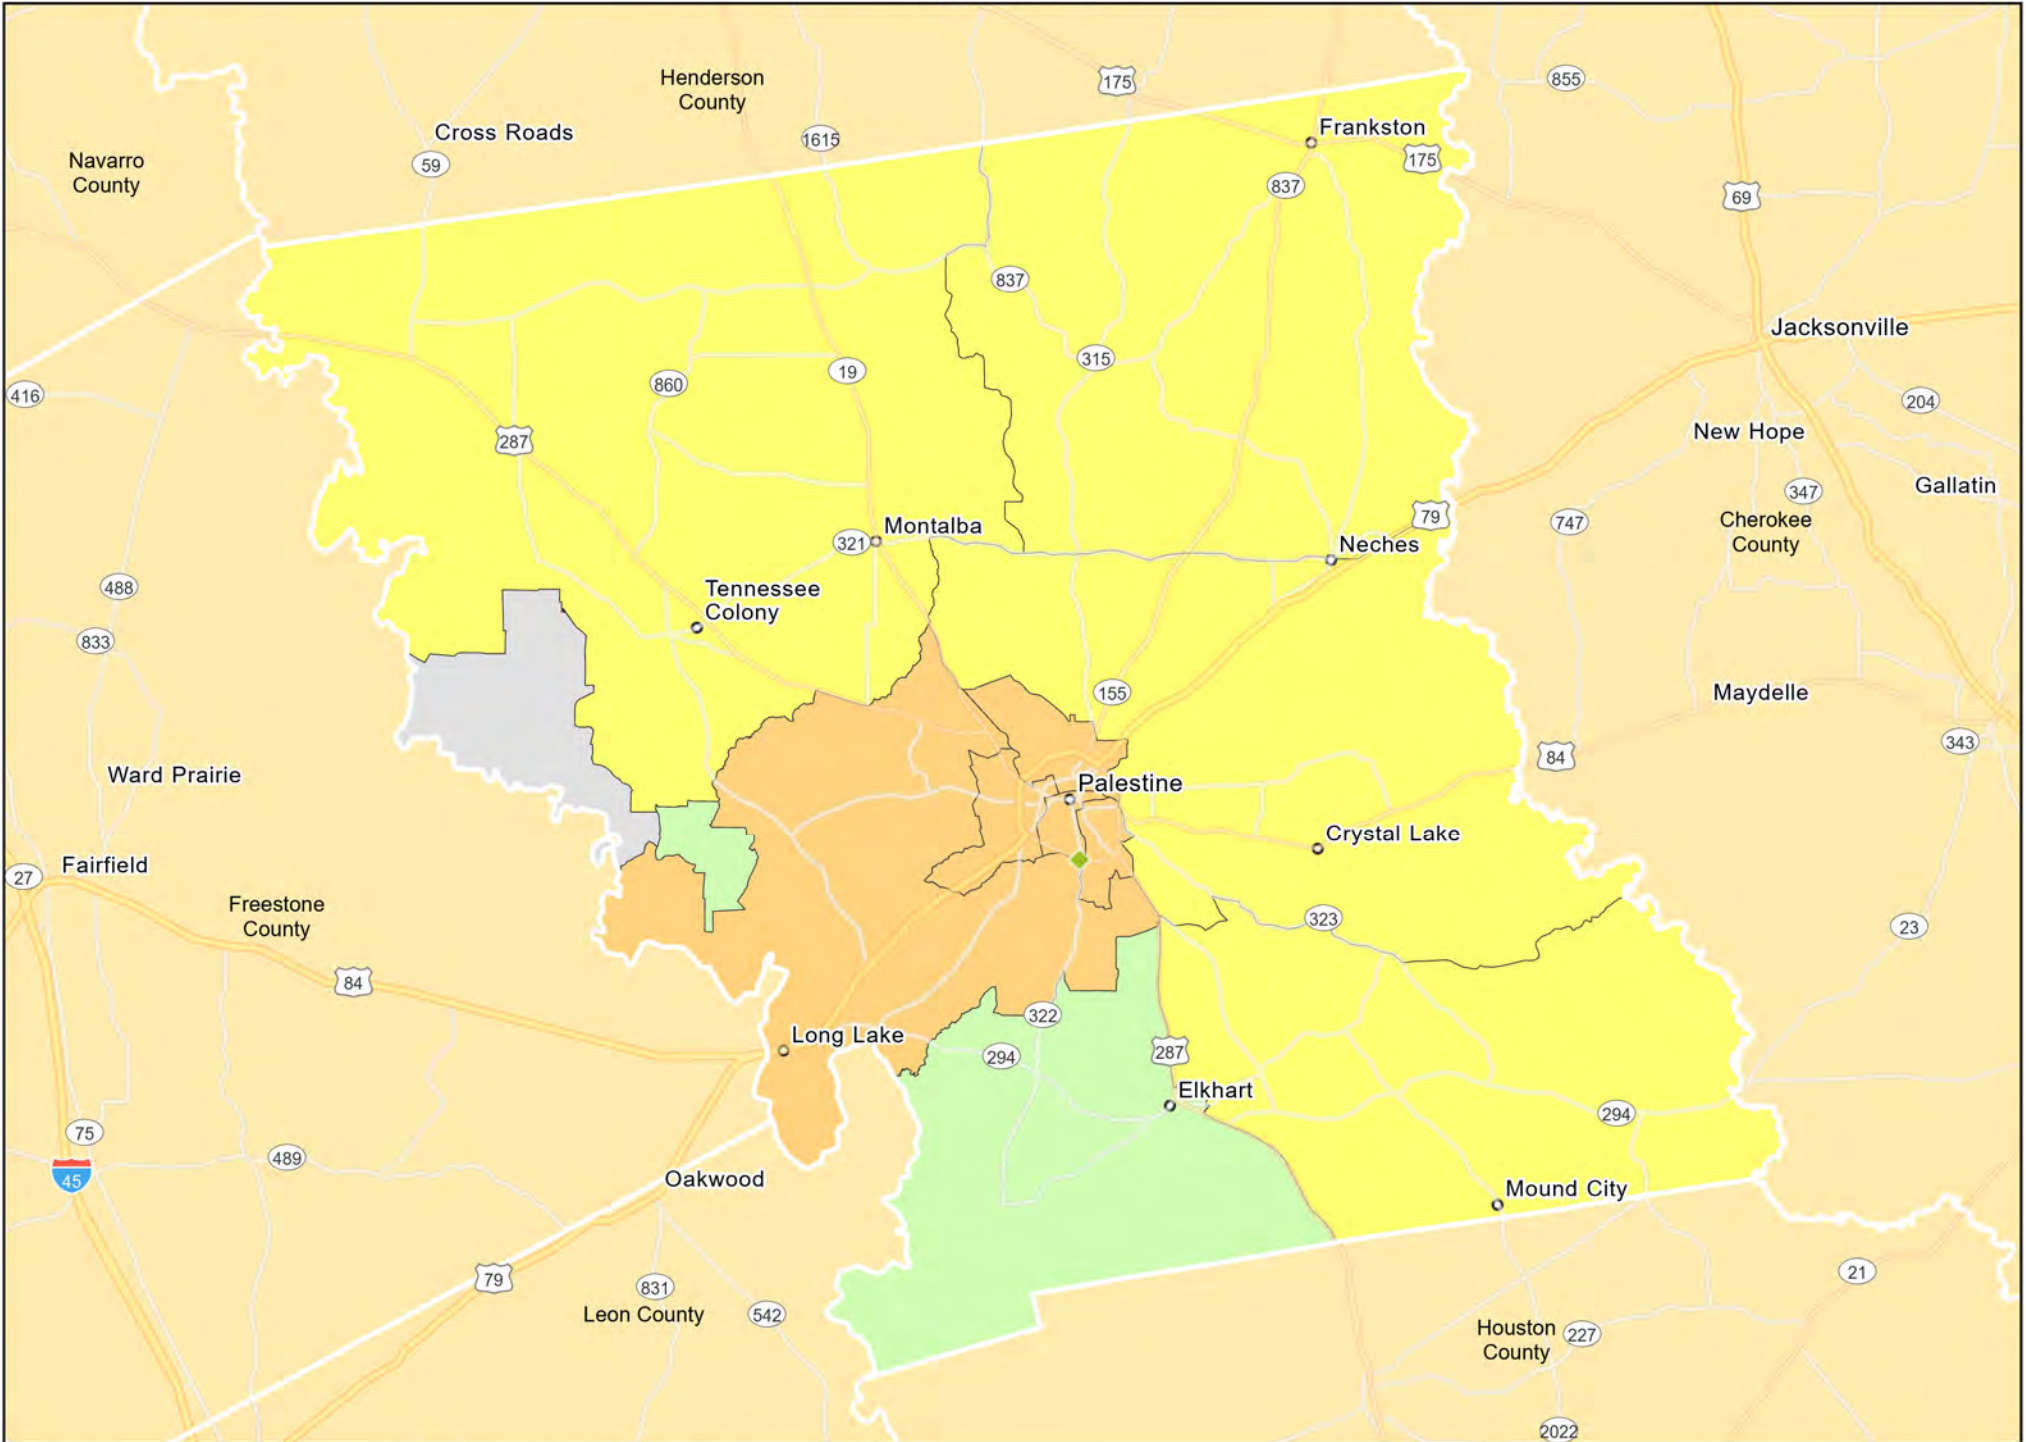 Henderson
County
175
855
Cross Roads
1615
Frankston
175
Navarro
County
59
837
69
837
Jacksonville
315
19
860
416
204
287
New Hope
Gallatin
347
79
Montalba
747
Cherokee
County
321
Neches
488
Tennessee
Colony
833
155
Maydelle
343
84
Ward Prairie
Palestine
Crystal Lake
Fairfield
27
Freestone
County
323
23
84
322
Long Lake
294
287
Elkhart
294
75
489
45
Oakwood
Mound City
79
831
21
Leon County
542
Houston
County
227
2022